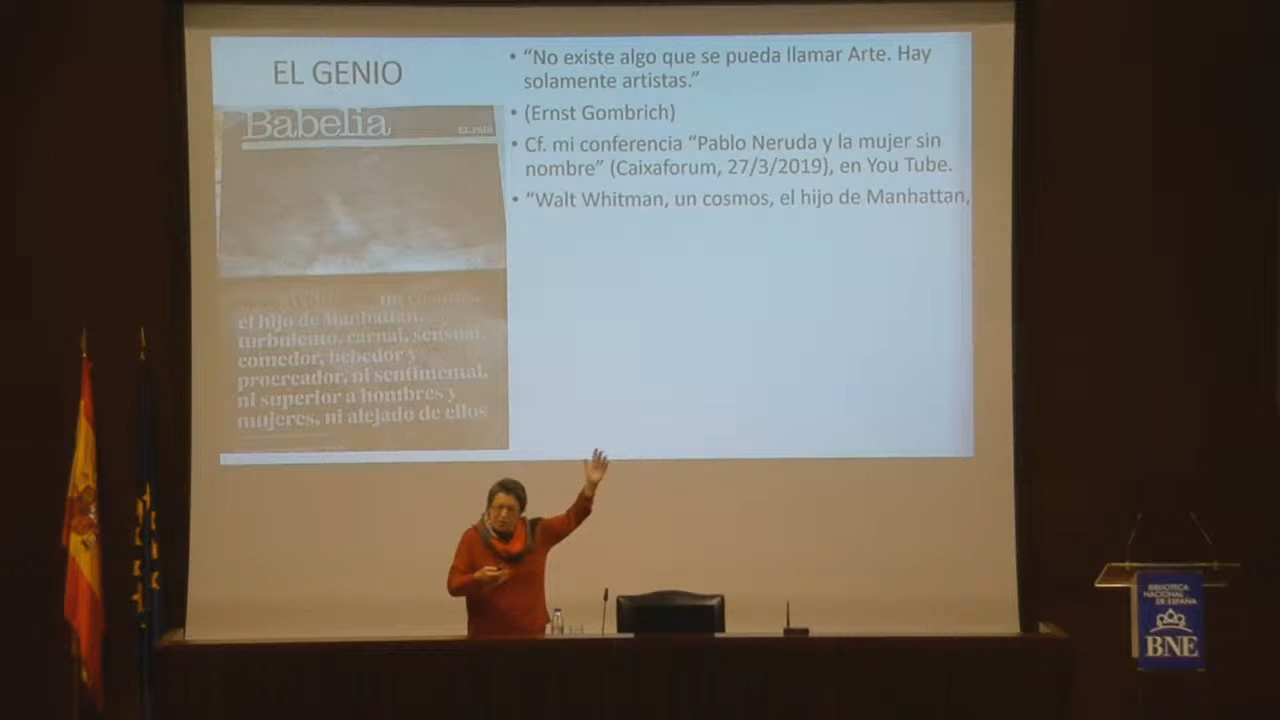 EL GENIO
Babelia
EL PAÍS
el hijo de Manhattan,
turbulento, carnal, sensual,
comedor, bebedor y
procreador, ni sentimental,
ni superior a hombres y
mujeres, ni alejado de ellos
• “No existe algo que se pueda llamar Arte. Hay
solamente artistas.”
• (Ernst Gombrich)
• Cf. mi conferencia “Pablo Neruda y la mujer sin
nombre” (Caixaforum, 27/3/2019), en You Tube.
• “Walt Whitman, un cosmos, el hijo de Manhattan,
BIBLIOTECA
NACIONAL
DE ESPAÑA
BNE